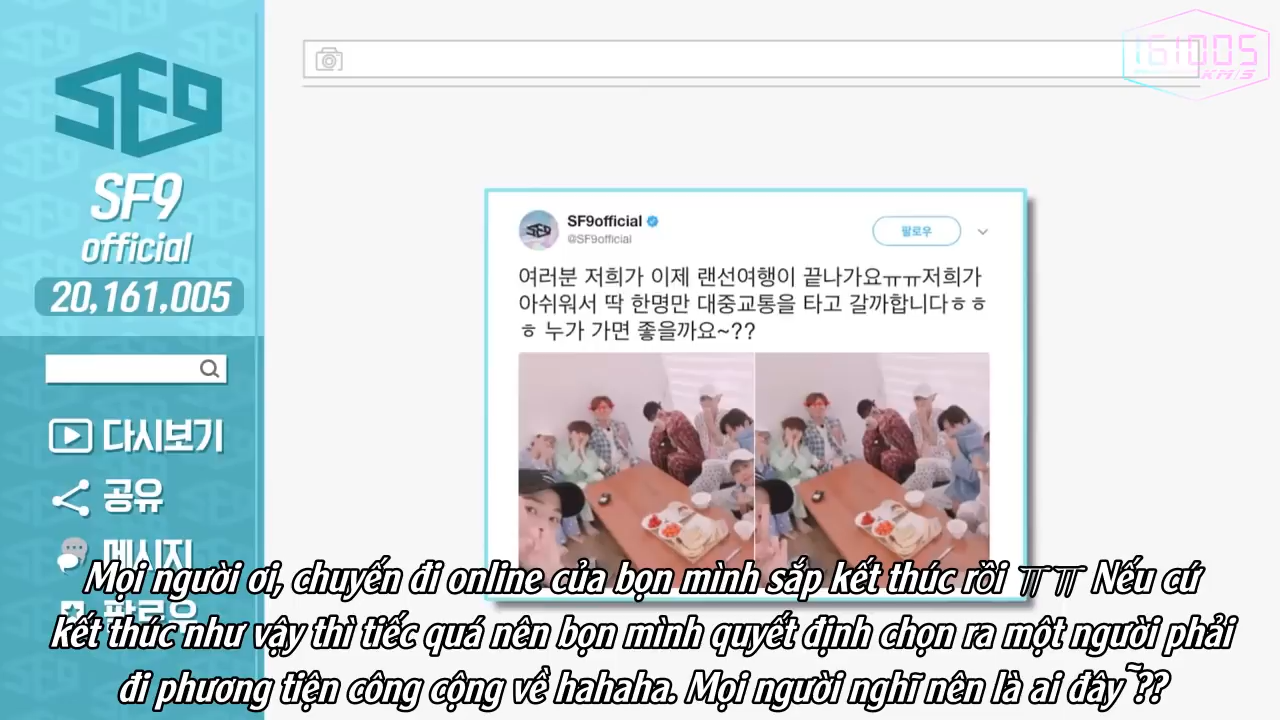 SF9
SF9
official
20,161,005
다시보기
공유
메시지
팔로우
161005
KM/S
SF9
SF9official
@SF9official
팔로우
여러분 저희가 이제 랜선여행이 끝나가요ㅠㅠ저희가
아쉬워서 딱 한명만 대중교통을 타고 갈까합니다ㅎㅎ
ㅎ 누가 가면 좋을까요~??
Mọi người ơi, chuyến đi online của bọn mình sắp kết thúc rồi ㅠㅠ Nếu cứ
kết thúc như vậy thì tiếc quá nên bọn mình quyết định chọn ra một người phải
đi phương tiện công cộng về hahaha. Mọi người nghĩ nên là ai đây ~??